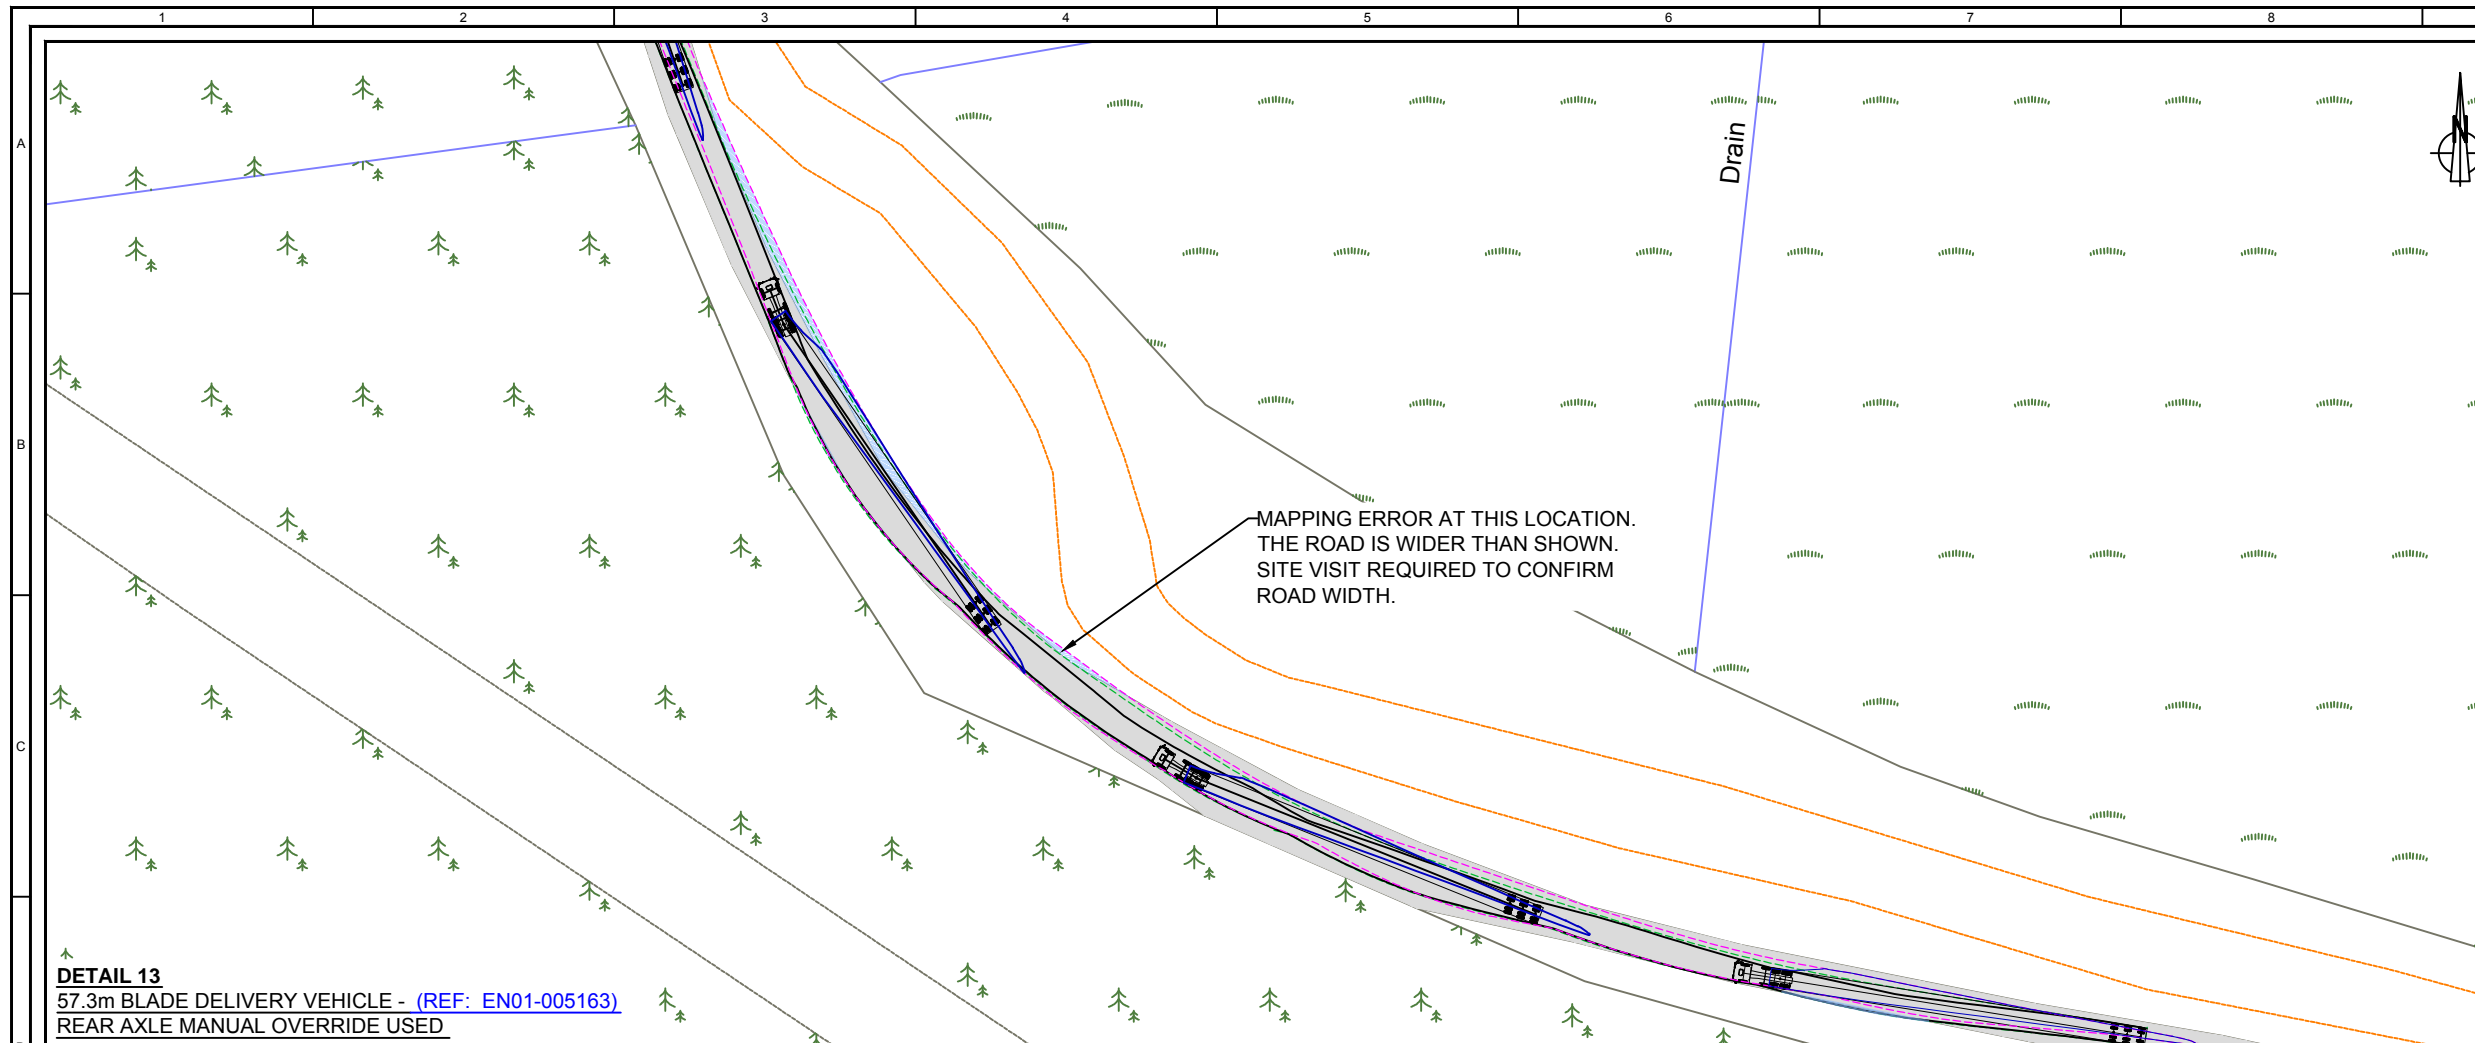 1 2 3 4 5 6 7 8
A
B
C
N
Drain
MAPPING ERROR AT THIS LOCATION.
THE ROAD IS WIDER THAN SHOWN.
SITE VISIT REQUIRED TO CONFIRM
ROAD WIDTH.
DETAIL 13
57.3m BLADE DELIVERY VEHICLE - (REF: EN01-005163)
REAR AXLE MANUAL OVERRIDE USED